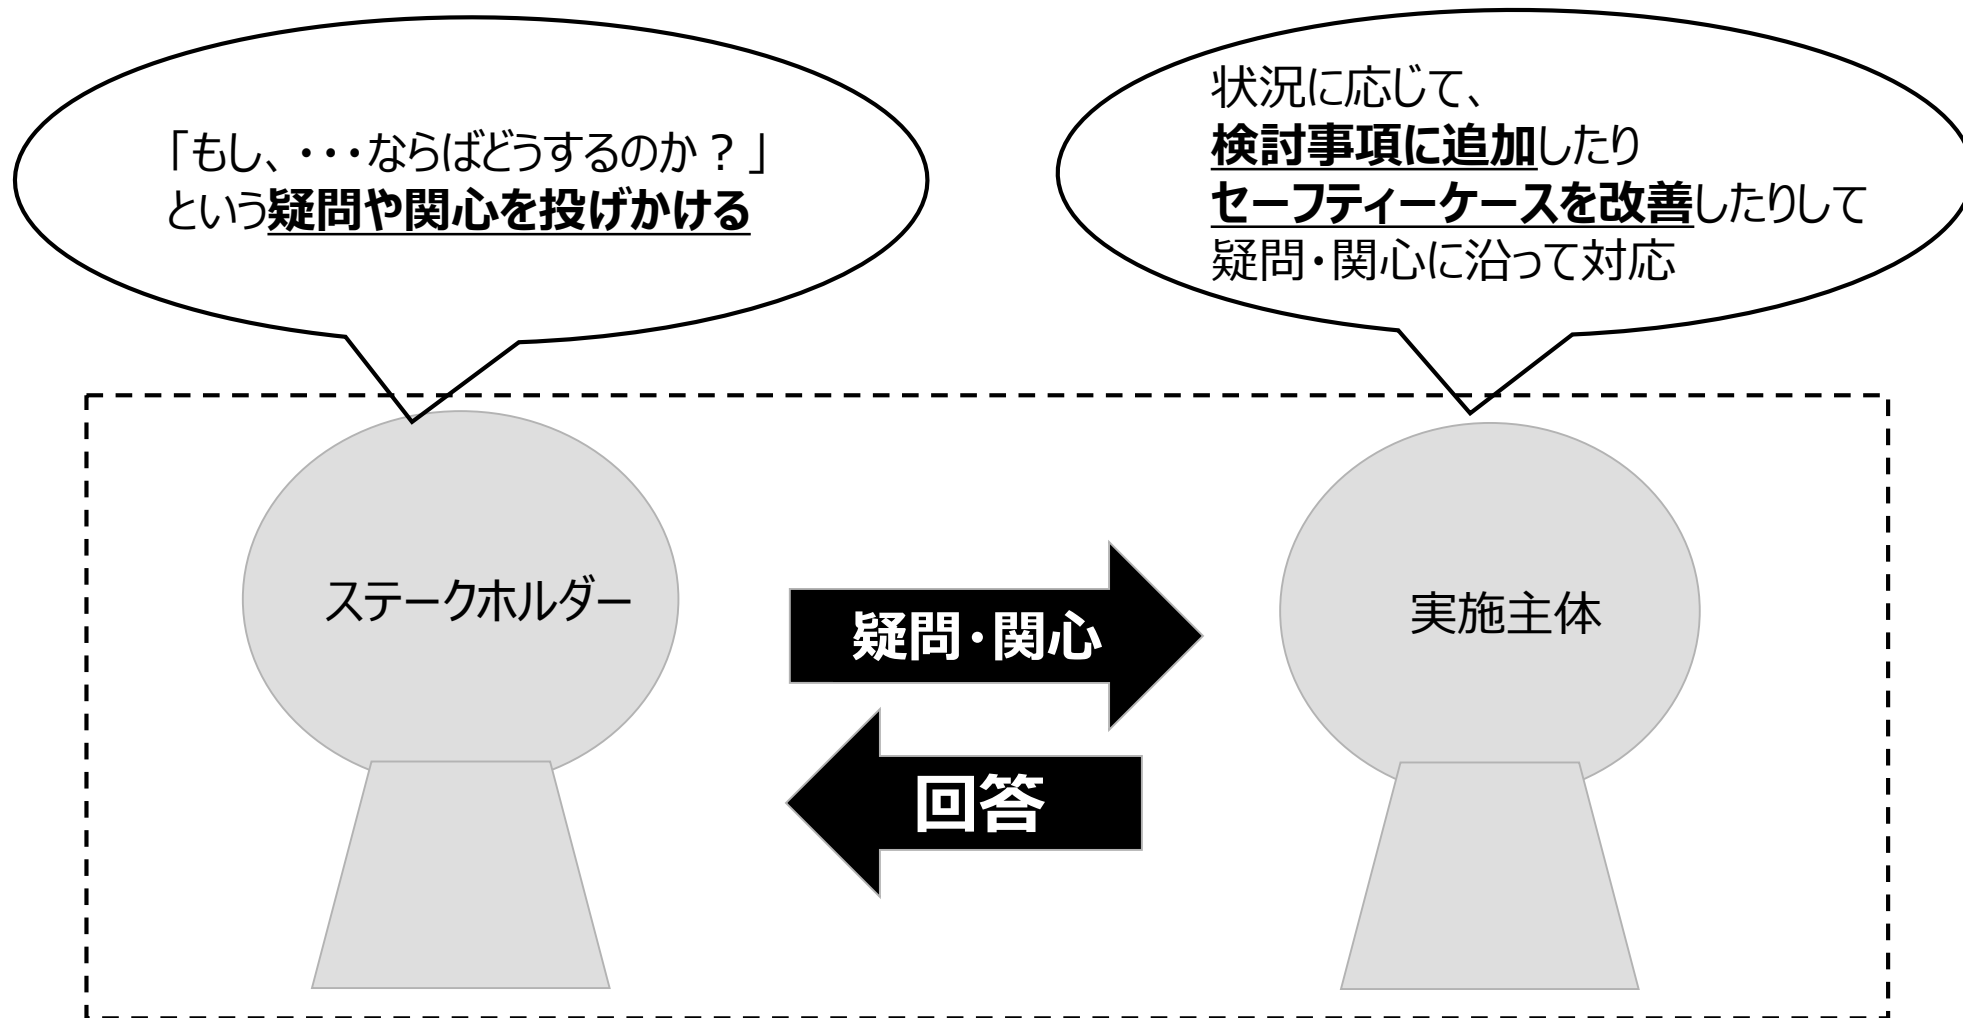 「もし、・・・ならばどうするのか？」
という疑問や関心を投げかける
状況に応じて、
検討事項に追加したり
セーフティーケースを改善したりして
疑問・関心に沿って対応
ステークホルダー
実施主体
疑問・関心
回答